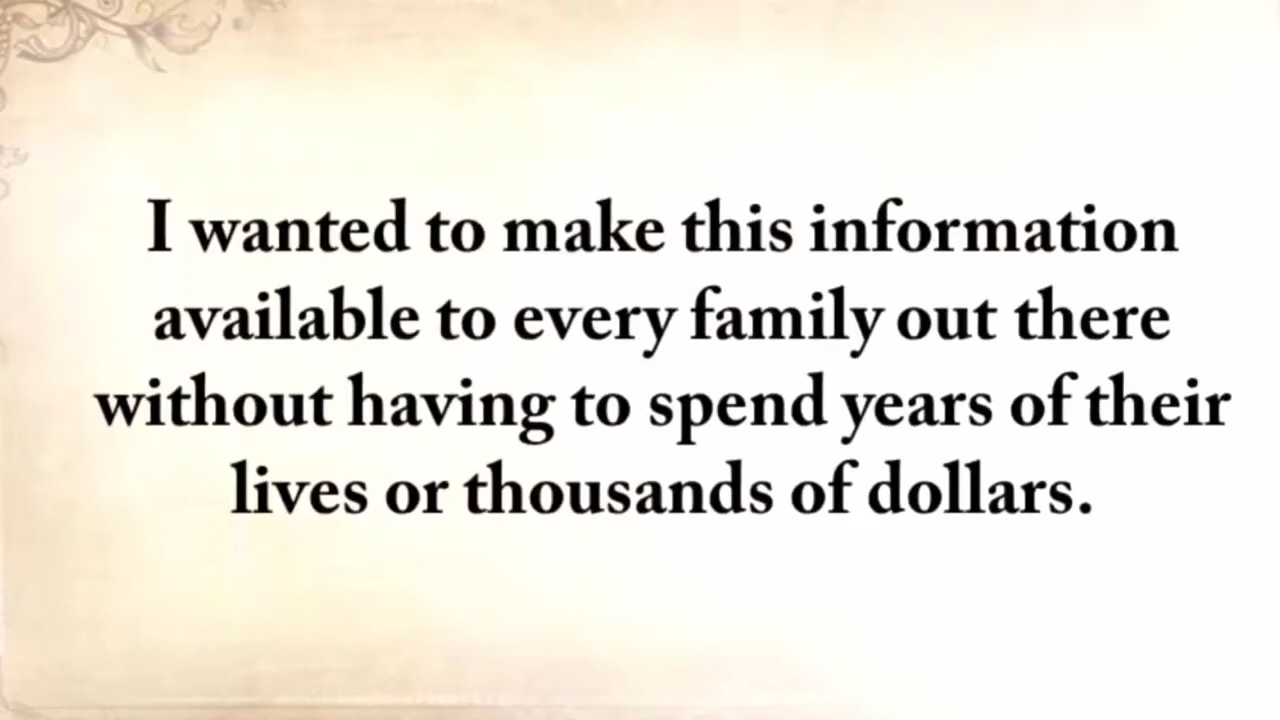 I wanted to make this information
available to every family out there
without having to spend years of their
lives or thousands of dollars.